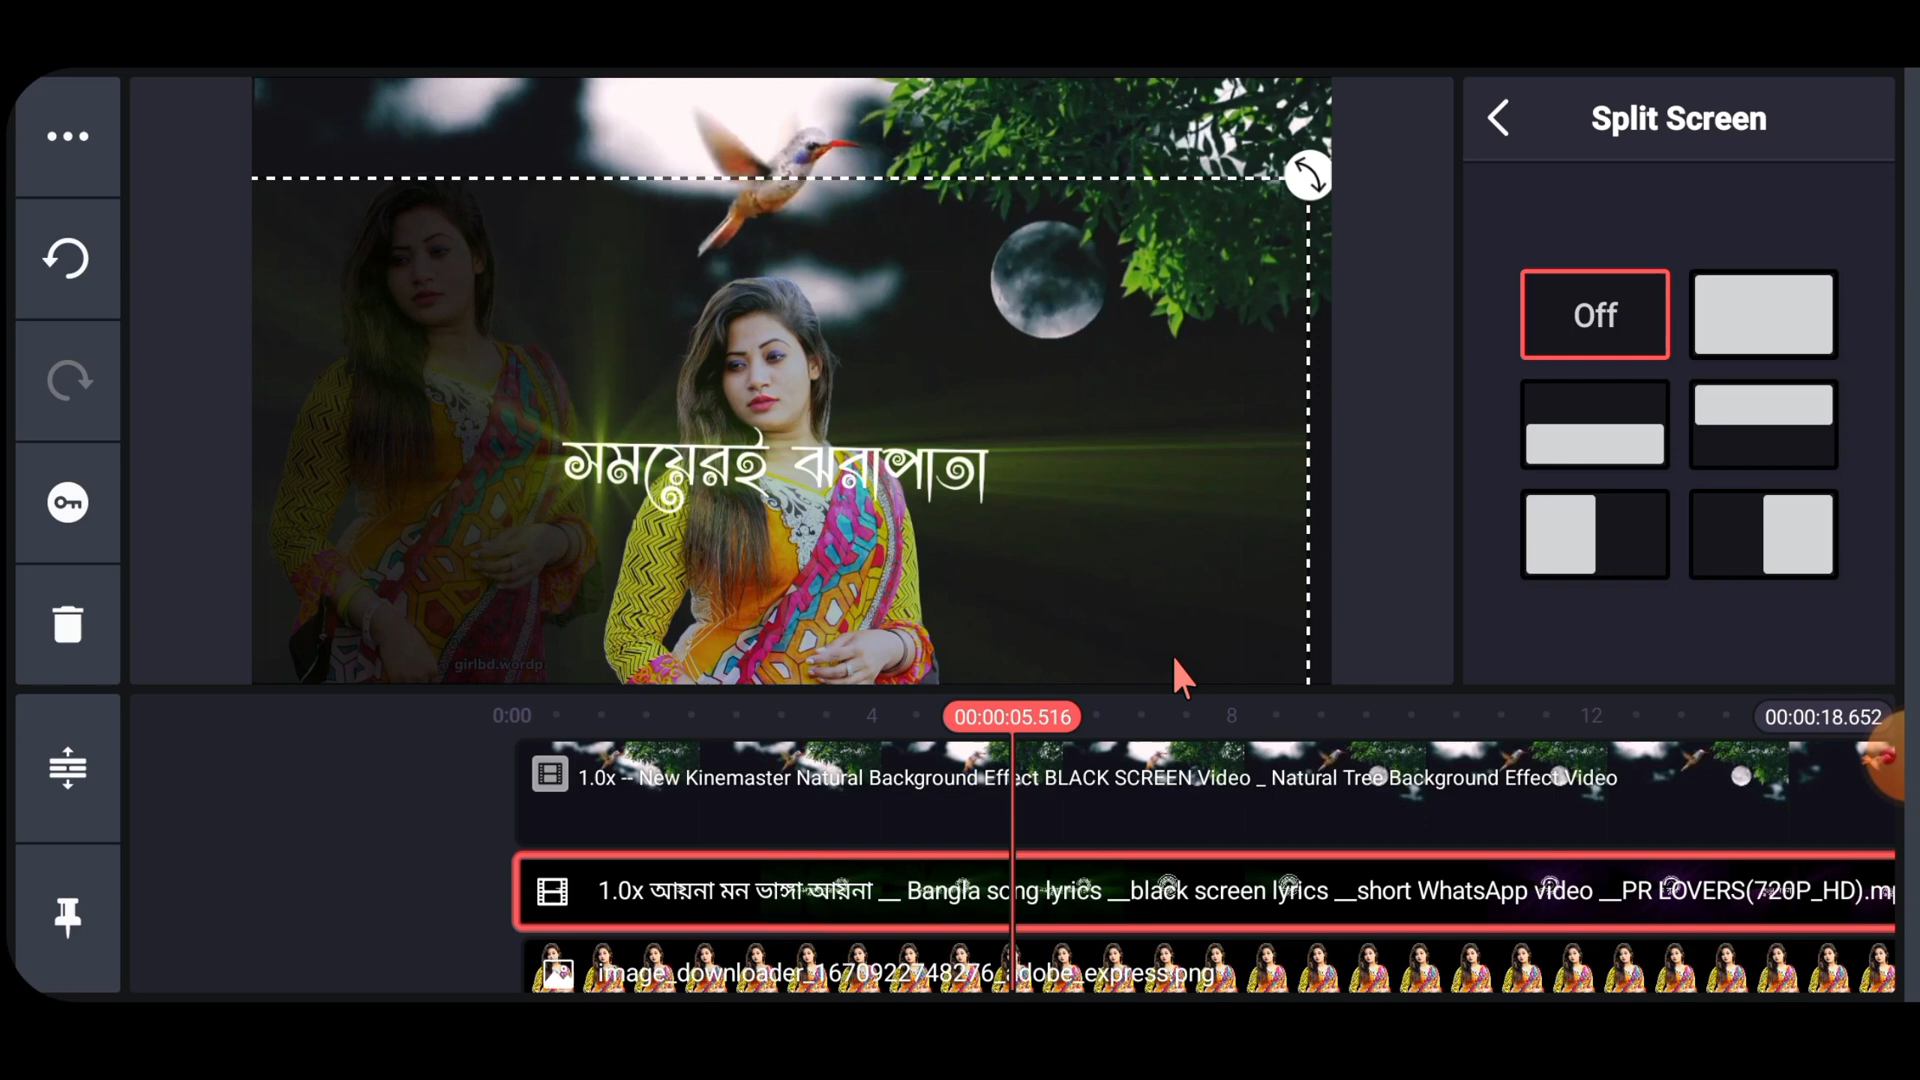 Split Screen
Off
সময়েরই ঝরাপাতা
girlbd.wordp
0:00
4
00:00:05.516
8
12
00:00:18.652
1.0x -- New Kinemaster Natural Background Effect BLACK SCREEN Video _ Natural Tree Background Effect Video
1.0x আয়না মন ভাঙ্গা আয়না __ Bangla song lyrics __black screen lyrics __short WhatsApp video __PR LOVERS(720P_HD).m
image_downloader_1670922748276_adobe_express.png